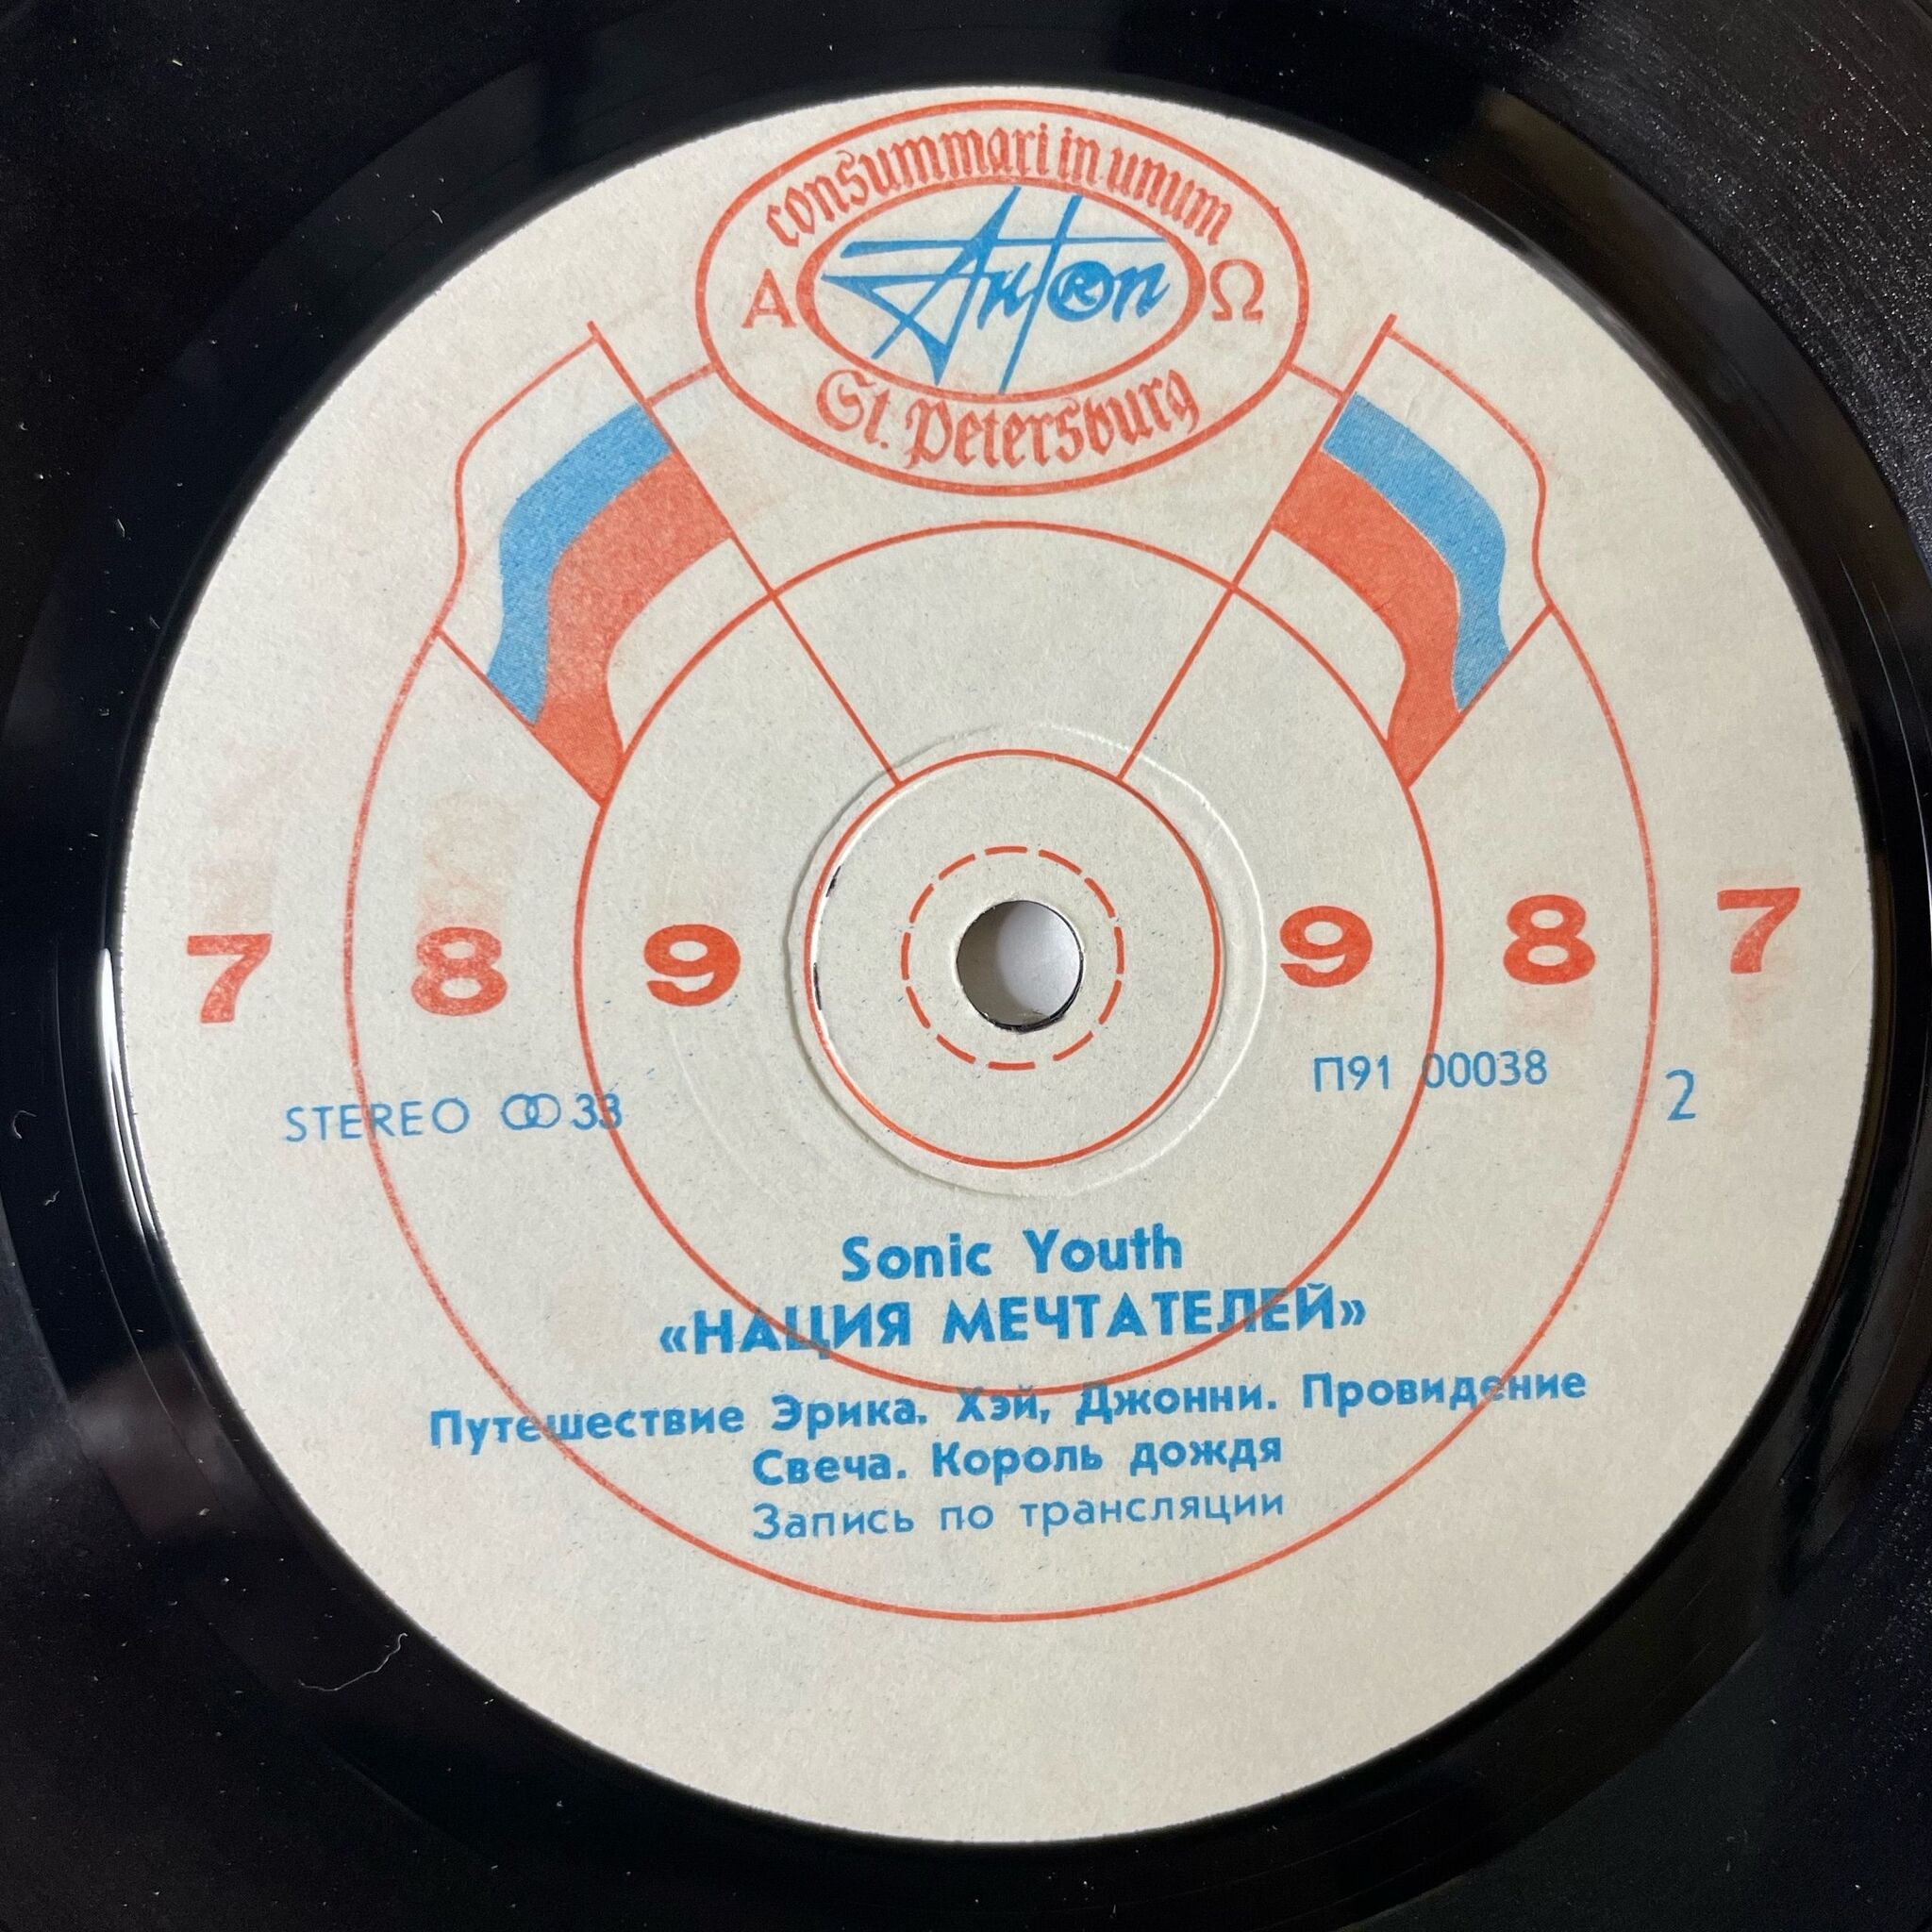 consummari in unum
Α Anton Ω
St. Petersburg
7 8 9 9 8 7
STEREO 33 П91 00038 2
Sonic Youth
«НАЦИЯ МЕЧТАТЕЛЕЙ»
Путешествие Эрика. Хэй, Джонни. Провидение
Свеча. Король дождя
Запись по трансляции